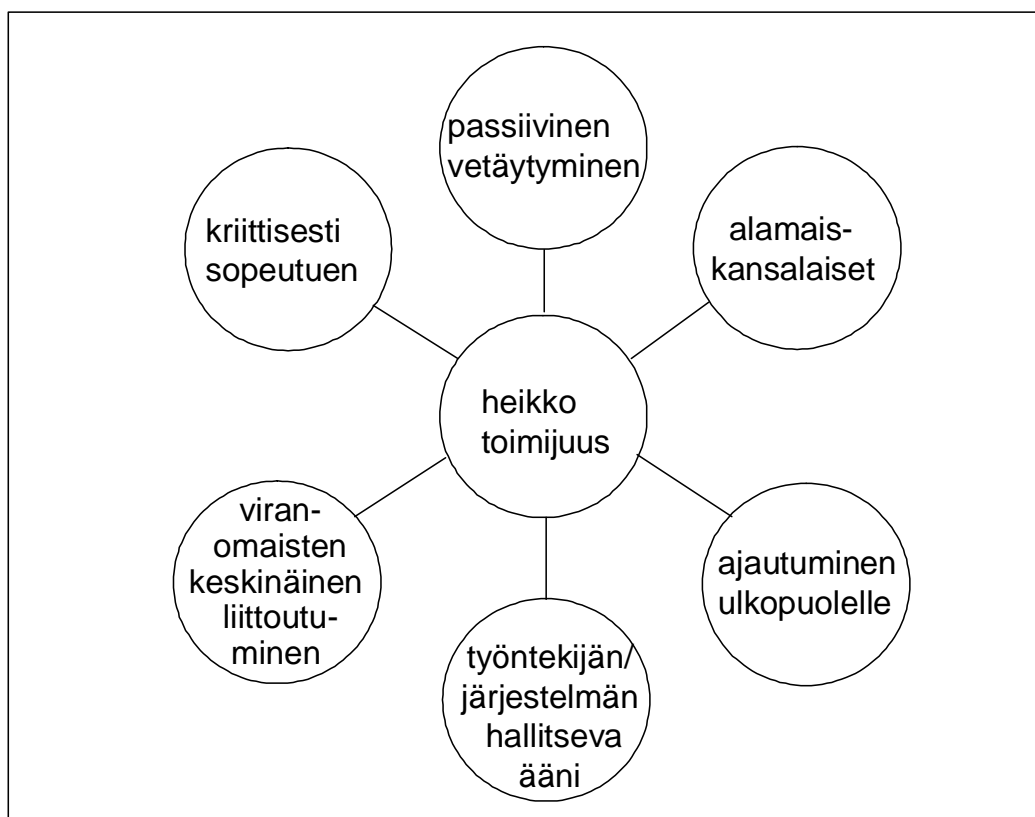 passiivinen
vetäytyminen
kriittisesti
sopeutuen
alamais-
kansalaiset
heikko
toimijuus
viran-
omaisten
keskinäinen
liittoutu-
minen
ajautuminen
ulkopuolelle
työntekijän/
järjestelmän
hallitseva
ääni